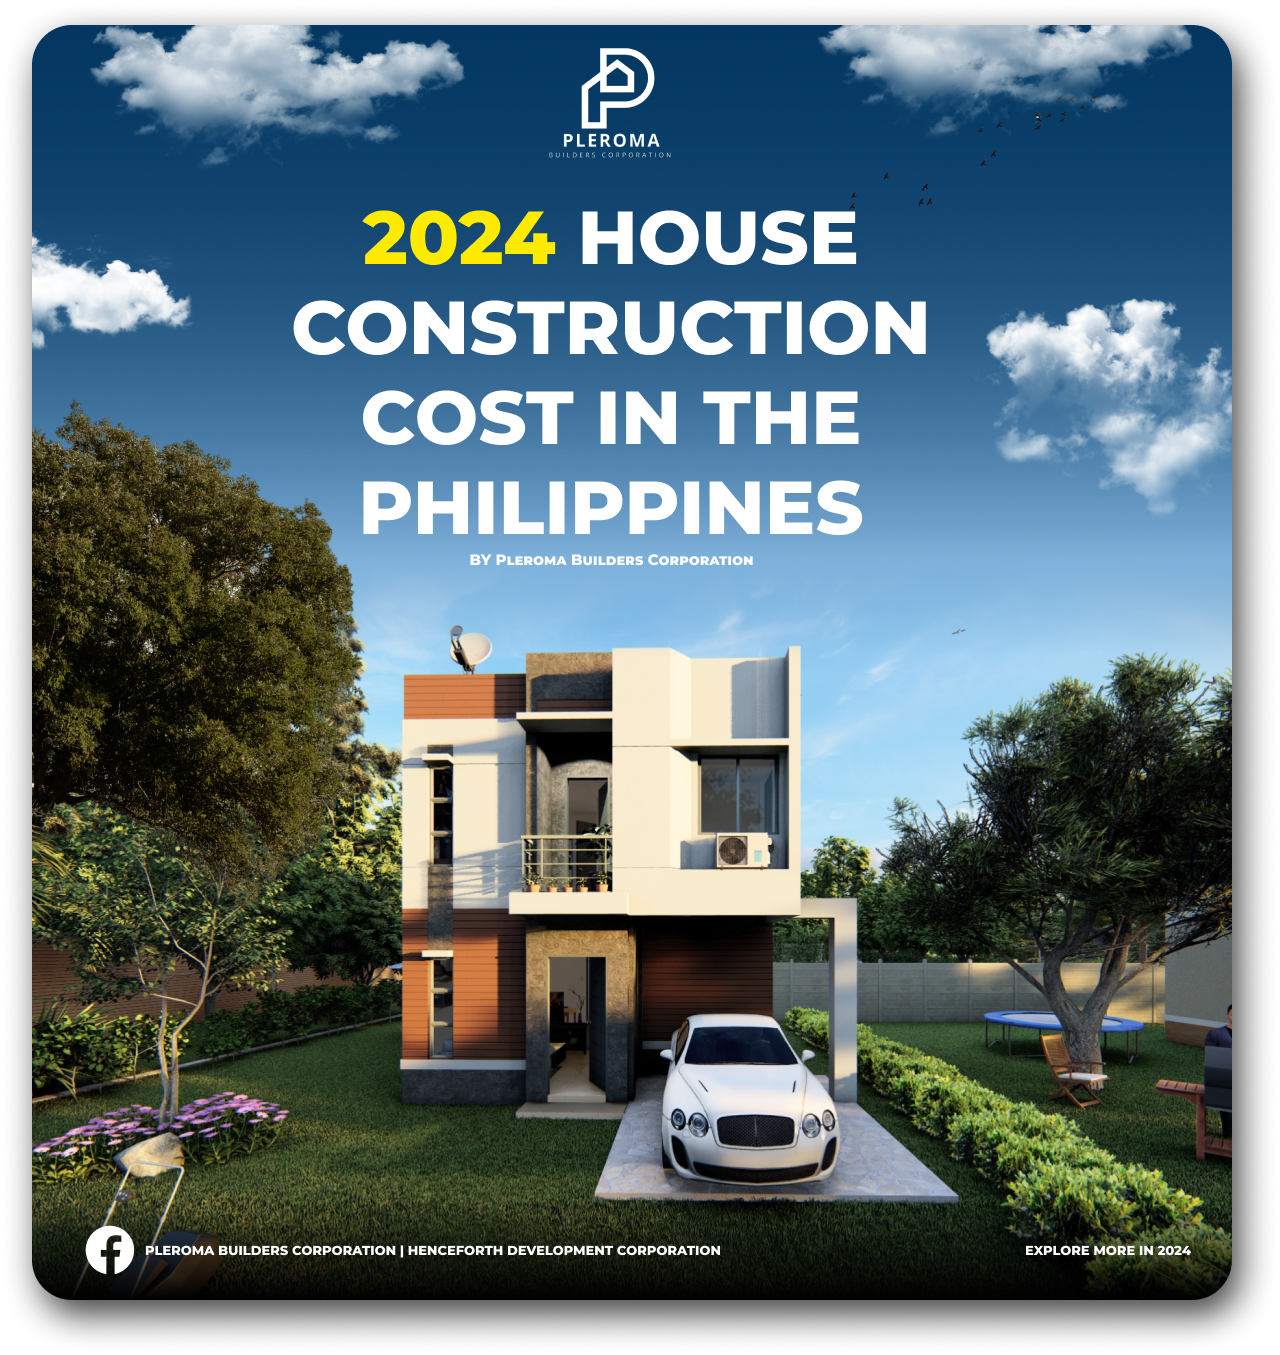 PLEROMA
BUILDERS CORPORATION
2024 HOUSE
CONSTRUCTION
COST IN THE
PHILIPPINES
BY Pleroma Builders Corporation
PLEROMA BUILDERS CORPORATION | HENCEFORTH DEVELOPMENT CORPORATION
EXPLORE MORE IN 2024